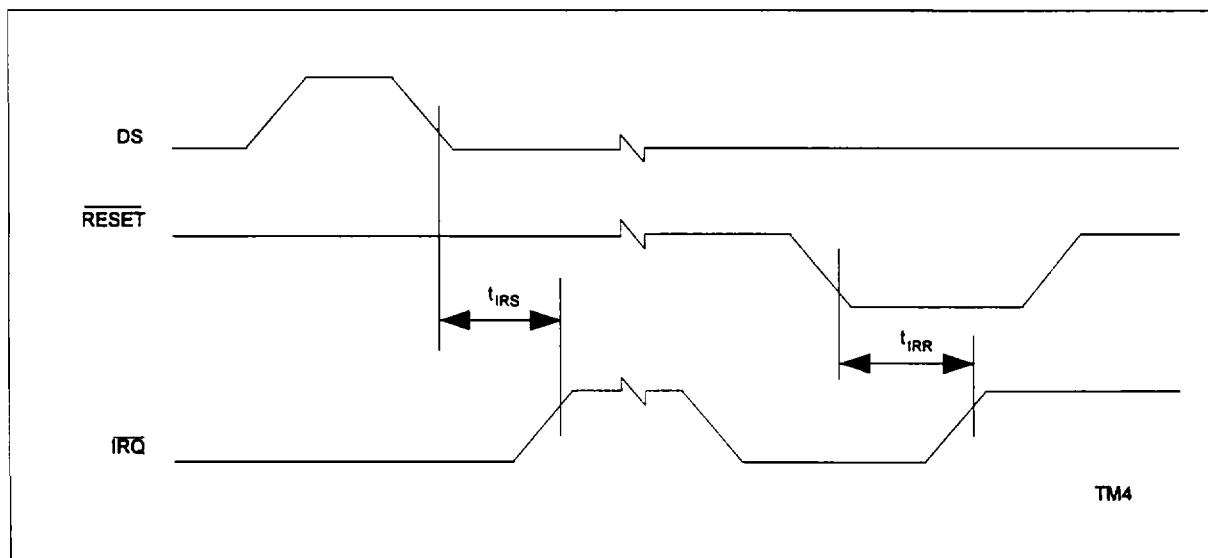 DS
RESET
tIRS
tIRR
IRQ
TM4